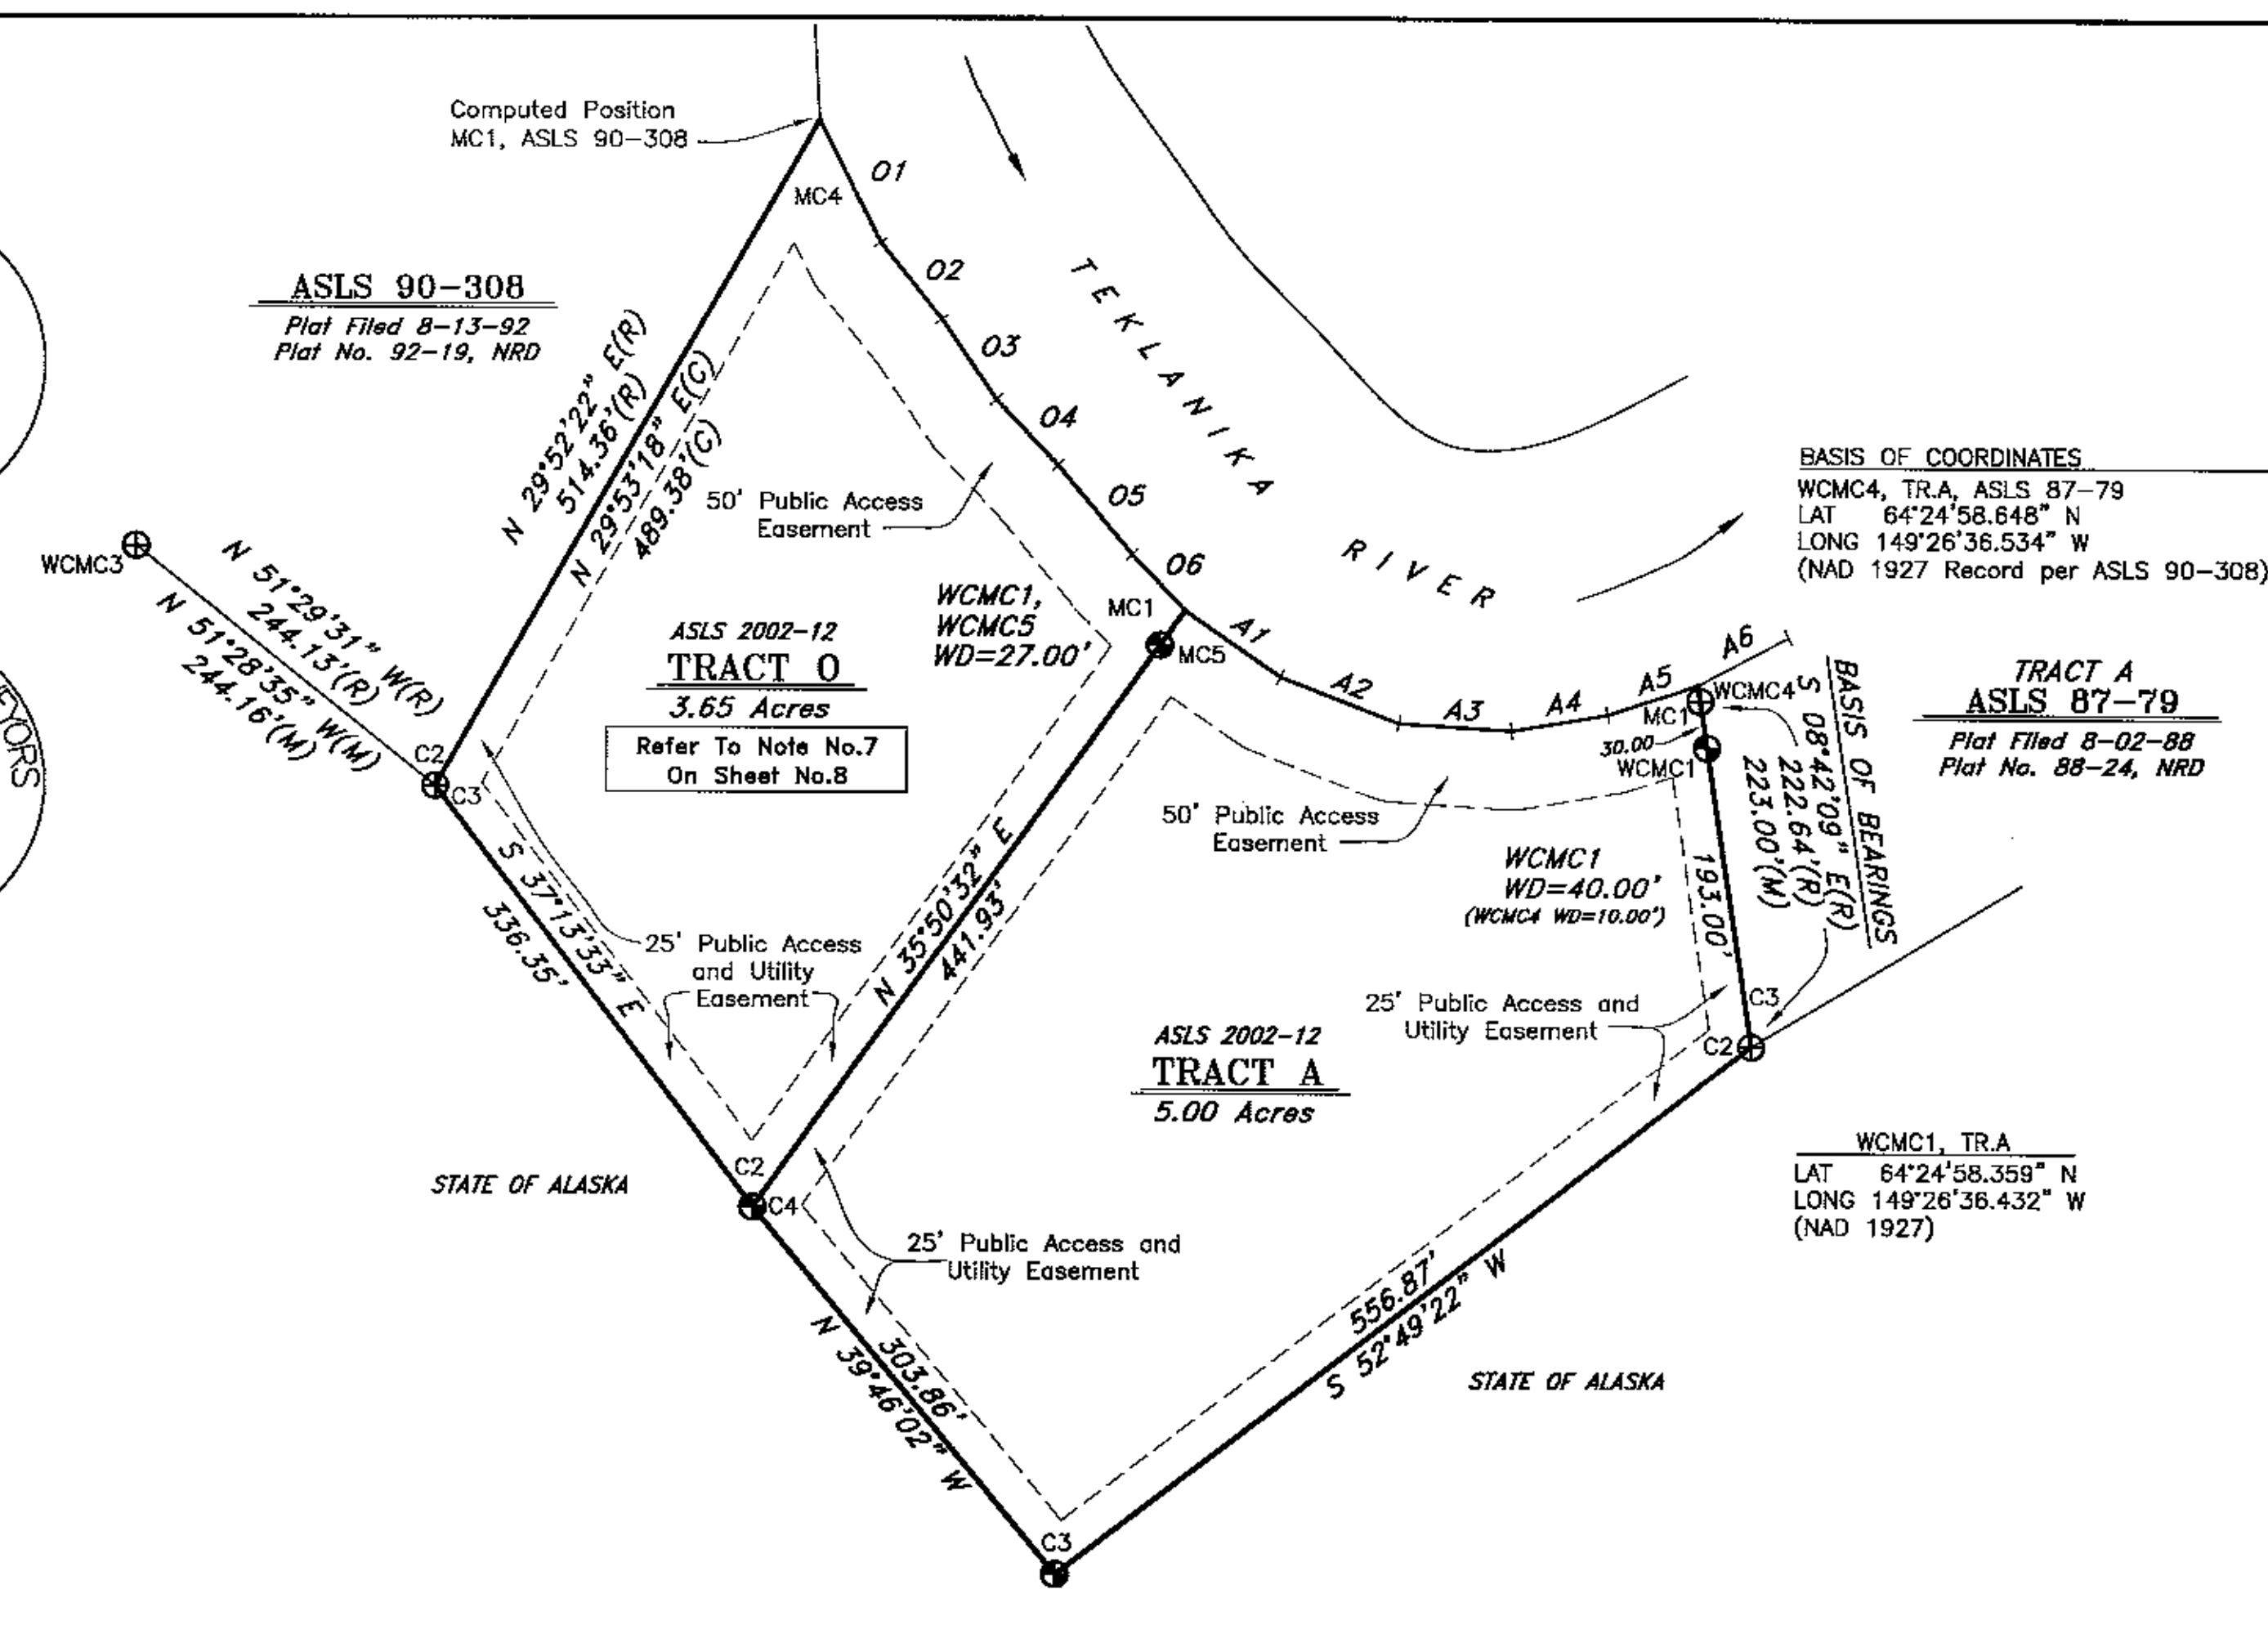 Computed Position
MC1, ASLS 90-308
O1
MC4
O2
ASLS 90-308
Plat Filed 8-13-92
Plat No. 92-19, NRD
O3
TEKLANIKA
RIVER
N 29°52'22" E(R)
514.36'(R)
N 29°53'18" E(C)
489.38'(C)
O4
50' Public Access
Easement
O5
O6
BASIS OF COORDINATES
WCMC4, TR.A, ASLS 87-79
LAT 64°24'58.648" N
LONG 149°26'36.534" W
(NAD 1927 Record per ASLS 90-308)
WCMC3
N 51°29'31" W(R)
244.13'(R)
N 51°28'35" W(M)
244.16'(M)
WCMC1,
WCMC5
WD=27.00'
MC1
MC5
A1
A2
A3
A4
A5
A6
ASLS 2002-12
TRACT O
3.65 Acres
Refer To Note No.7
On Sheet No.8
C2
C3
WCMC4
MC1
30.00
WCMC1
BASIS OF BEARINGS
S 08°42'09" E(R)
222.64'(R)
223.00'(M)
193.00'
TRACT A
ASLS 87-79
Plat Filed 8-02-88
Plat No. 88-24, NRD
EYORS
50' Public Access
Easement
WCMC1
WD=40.00'
(WCMC4 WD=10.00')
S 37°13'33" E
336.35'
25' Public Access
and Utility
Easement
N 35°50'32" E
441.93'
25' Public Access and
Utility Easement
C3
C2
ASLS 2002-12
TRACT A
5.00 Acres
WCMC1, TR.A
LAT 64°24'58.359" N
LONG 149°26'36.432" W
(NAD 1927)
STATE OF ALASKA
C2
C4
25' Public Access and
Utility Easement
303.86'
N 39°46'02" W
556.87'
S 52°49'22" W
STATE OF ALASKA
C3